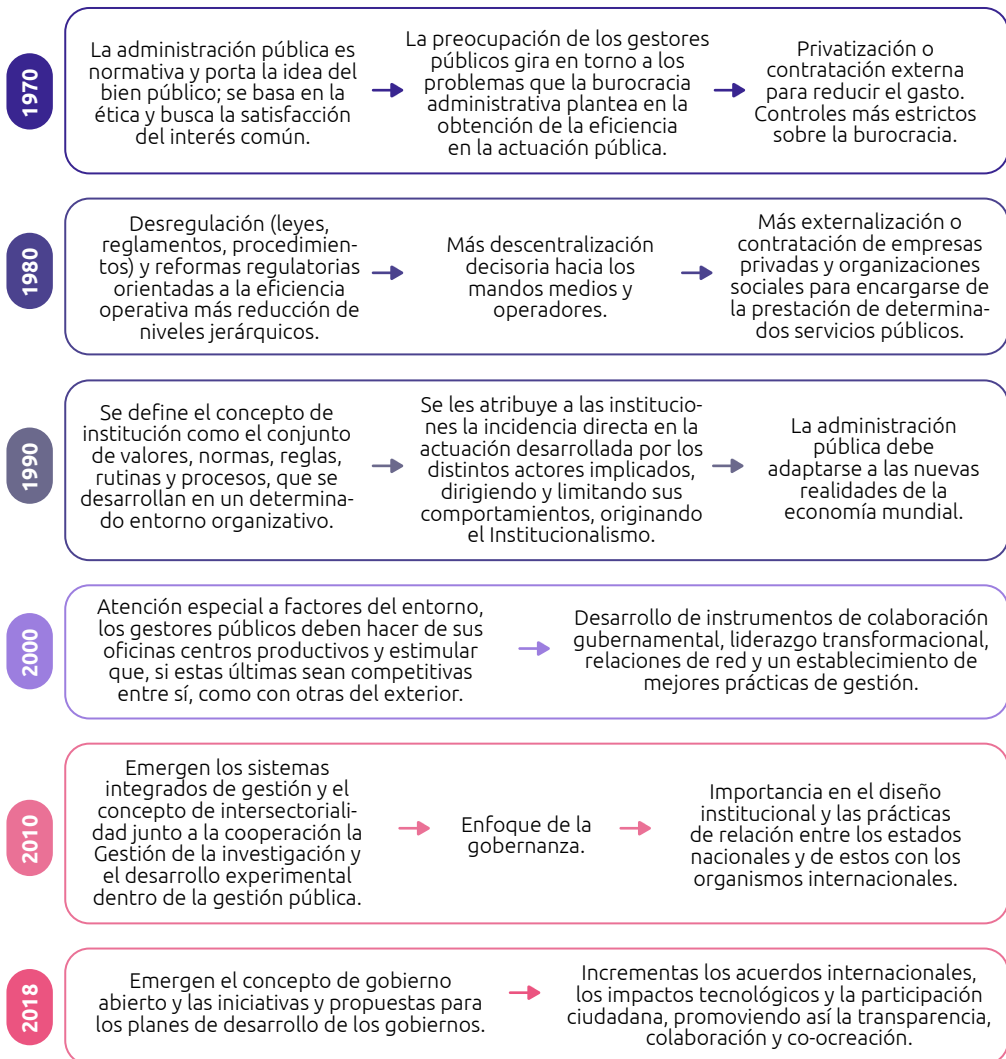 1970
La administración pública es
normativa y porta la idea del
bien público; se basa en la
ética y busca la satisfacción
del interés común.
La preocupación de los gestores
públicos gira en torno a los
problemas que la burocracia
administrativa plantea en la
obtención de la eficiencia
en la actuación pública.
Privatización o
contratación externa
para reducir el gasto.
Controles más estrictos
sobre la burocracia.
1980
Desregulación (leyes,
reglamentos, procedimien-
tos) y reformas regulatorias
orientadas a la eficiencia
operativa más reducción de
niveles jerárquicos.
Más descentralización
decisoria hacia los
mandos medios y
operadores.
Más externalización o
contratación de empresas
privadas y organizaciones
sociales para encargarse de
la prestación de determina-
dos servicios públicos.
1990
Se define el concepto de
institución como el conjunto
de valores, normas, reglas,
rutinas y procesos, que se
desarrollan en un determina-
do entorno organizativo.
Se les atribuye a las institucio-
nes la incidencia directa en la
actuación desarrollada por los
distintos actores implicados,
dirigiendo y limitando sus
comportamientos, originando
el Institucionalismo.
La administración
pública debe
adaptarse a las nuevas
realidades de la
economía mundial.
2000
Atención especial a factores del entorno,
los gestores públicos deben hacer de sus
oficinas centros productivos y estimular
que, si estas últimas sean competitivas
entre sí, como con otras del exterior.
Desarrollo de instrumentos de colaboración
gubernamental, liderazgo transformacional,
relaciones de red y un establecimiento de
mejores prácticas de gestión.
2010
Emergen los sistemas
integrados de gestión y el
concepto de intersectoriali-
dad junto a la cooperación la
Gestión de la investigación y
el desarrollo experimental
dentro de la gestión pública.
Enfoque de la
gobernanza.
Importancia en el diseño
institucional y las prácticas
de relación entre los estados
nacionales y de estos con los
organismos internacionales.
2018
Emergen el concepto de gobierno
abierto y las iniciativas y propuestas para
los planes de desarrollo de los gobiernos.
Incrementas los acuerdos internacionales,
los impactos tecnológicos y la participación
ciudadana, promoviendo así la transparencia,
colaboración y co-ocreación.